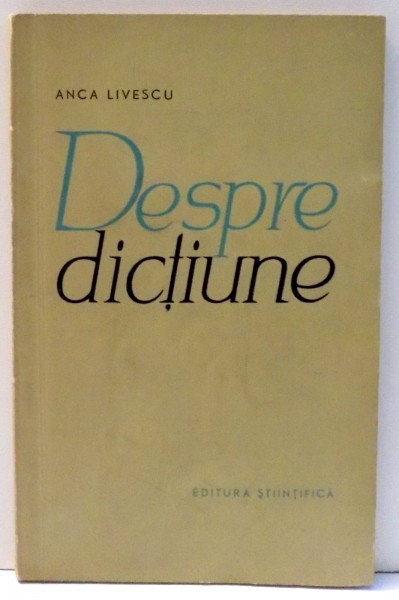 ANCA LIVESCU
Despre
dicțiune
EDITURA ȘTIINȚIFICĂ